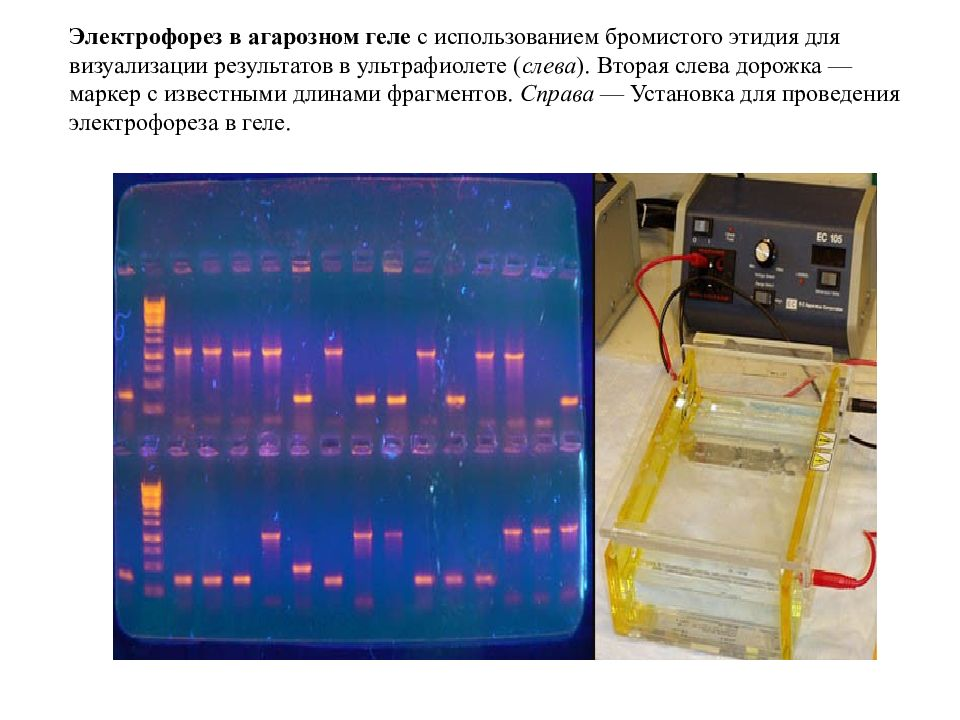 Электрофорез в агарозном геле с использованием бромистого этидия для
визуализации результатов в ультрафиолете (слева). Вторая слева дорожка —
маркер с известными длинами фрагментов. Справа — Установка для проведения
электрофореза в геле.
EC 105